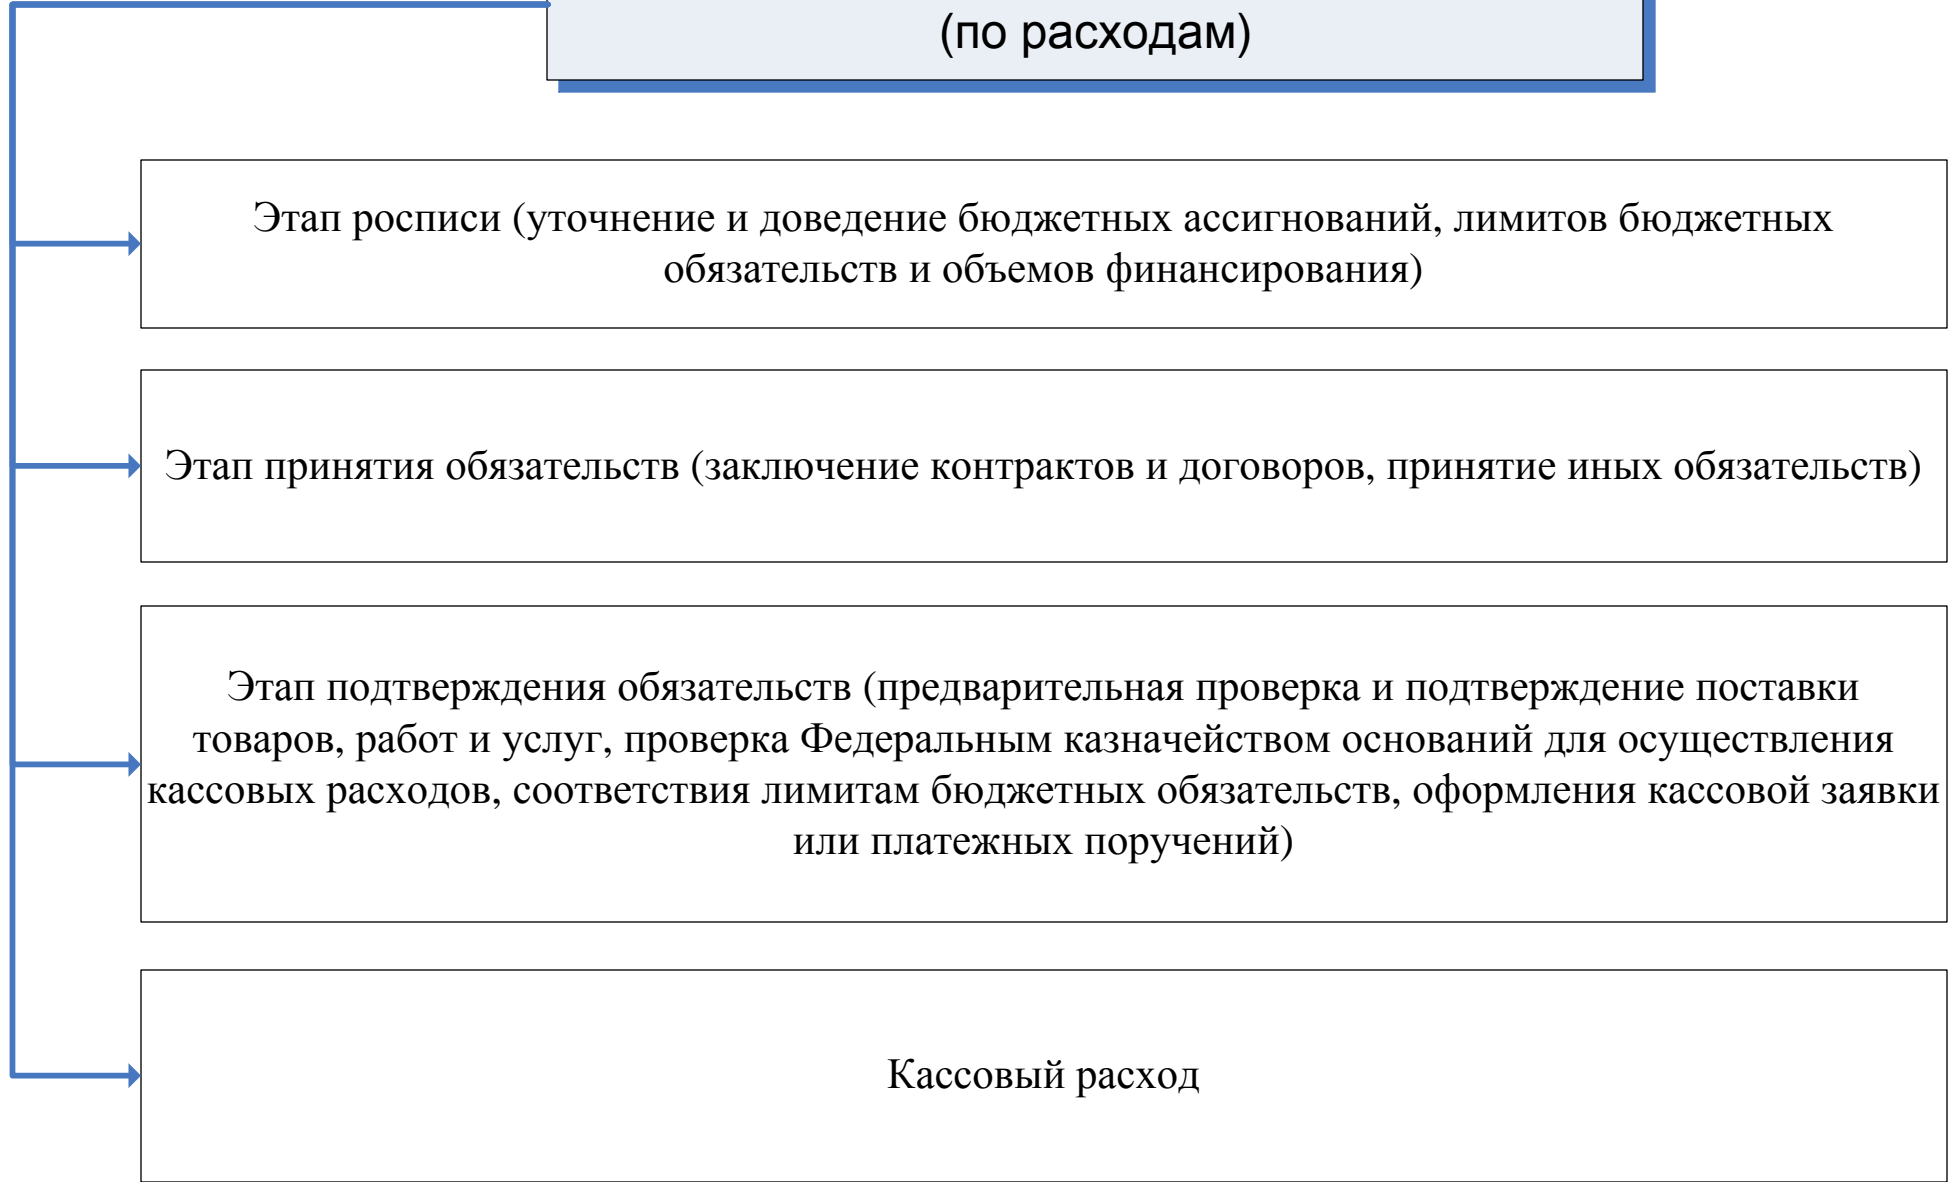 (по расходам)
Этап росписи (уточнение и доведение бюджетных ассигнований, лимитов бюджетных
обязательств и объемов финансирования)
Этап принятия обязательств (заключение контрактов и договоров, принятие иных обязательств)
Этап подтверждения обязательств (предварительная проверка и подтверждение поставки
товаров, работ и услуг, проверка Федеральным казначейством оснований для осуществления
кассовых расходов, соответствия лимитам бюджетных обязательств, оформления кассовой заявки
или платежных поручений)
Кассовый расход